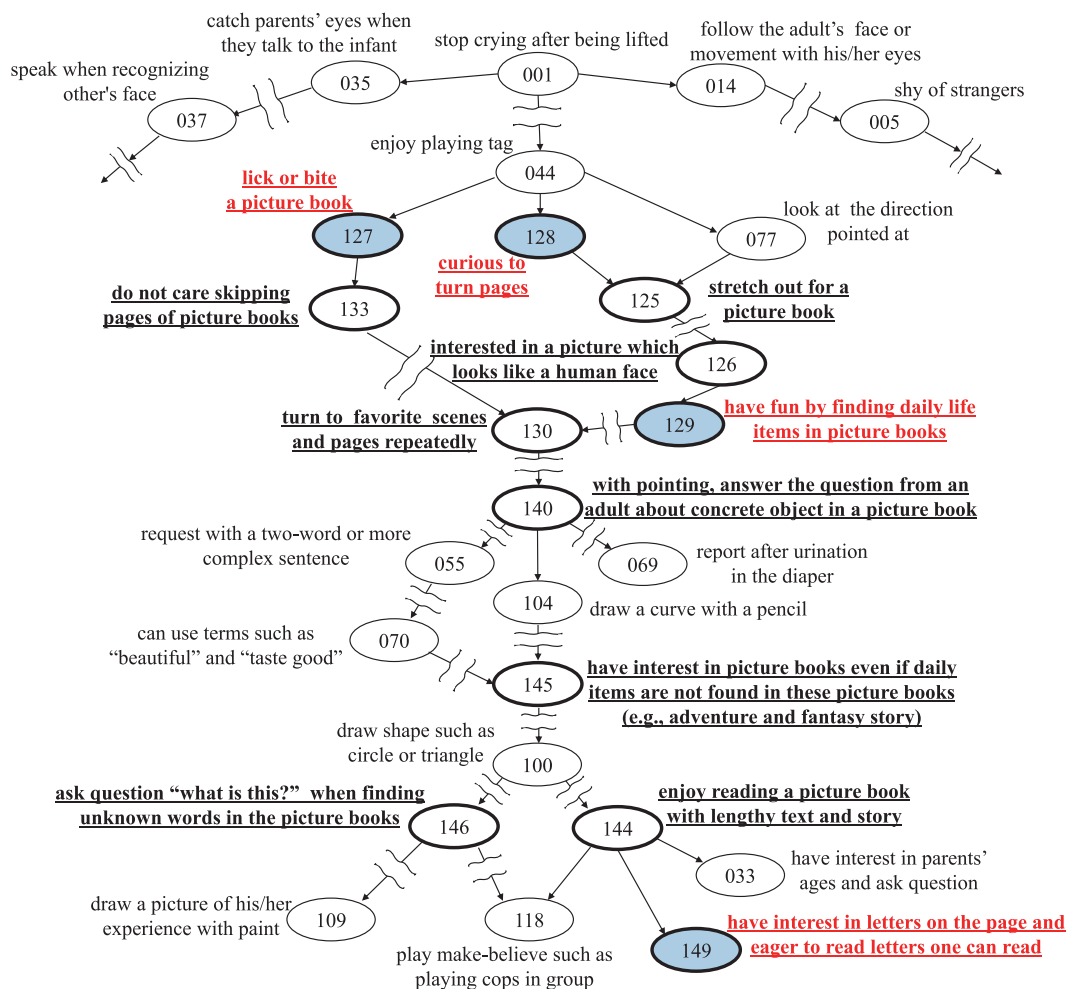 catch parents' eyes when
they talk to the infant
stop crying after being lifted
follow the adult's face or
movement with his/her eyes
speak when recognizing
other's face
035
001
014
shy of strangers
037
005
enjoy playing tag
044
lick or bite
a picture book
look at the direction
pointed at
127
128
077
curious to
turn pages
do not care skipping
pages of picture books
133
125
stretch out for a
picture book
interested in a picture which
looks like a human face
126
turn to favorite scenes
and pages repeatedly
130
129
have fun by finding daily life
items in picture books
140
with pointing, answer the question from an
adult about concrete object in a picture book
request with a two-word or more
complex sentence
055
069
report after urination
in the diaper
104
draw a curve with a pencil
can use terms such as
“beautiful” and “taste good”
070
145
have interest in picture books even if daily
items are not found in these picture books
(e.g., adventure and fantasy story)
draw shape such as
circle or triangle
100
ask question “what is this?” when finding
unknown words in the picture books
146
144
enjoy reading a picture book
with lengthy text and story
033
have interest in parents'
ages and ask question
draw a picture of his/her
experience with paint
109
118
play make-believe such as
playing cops in group
149
have interest in letters on the page and
eager to read letters one can read